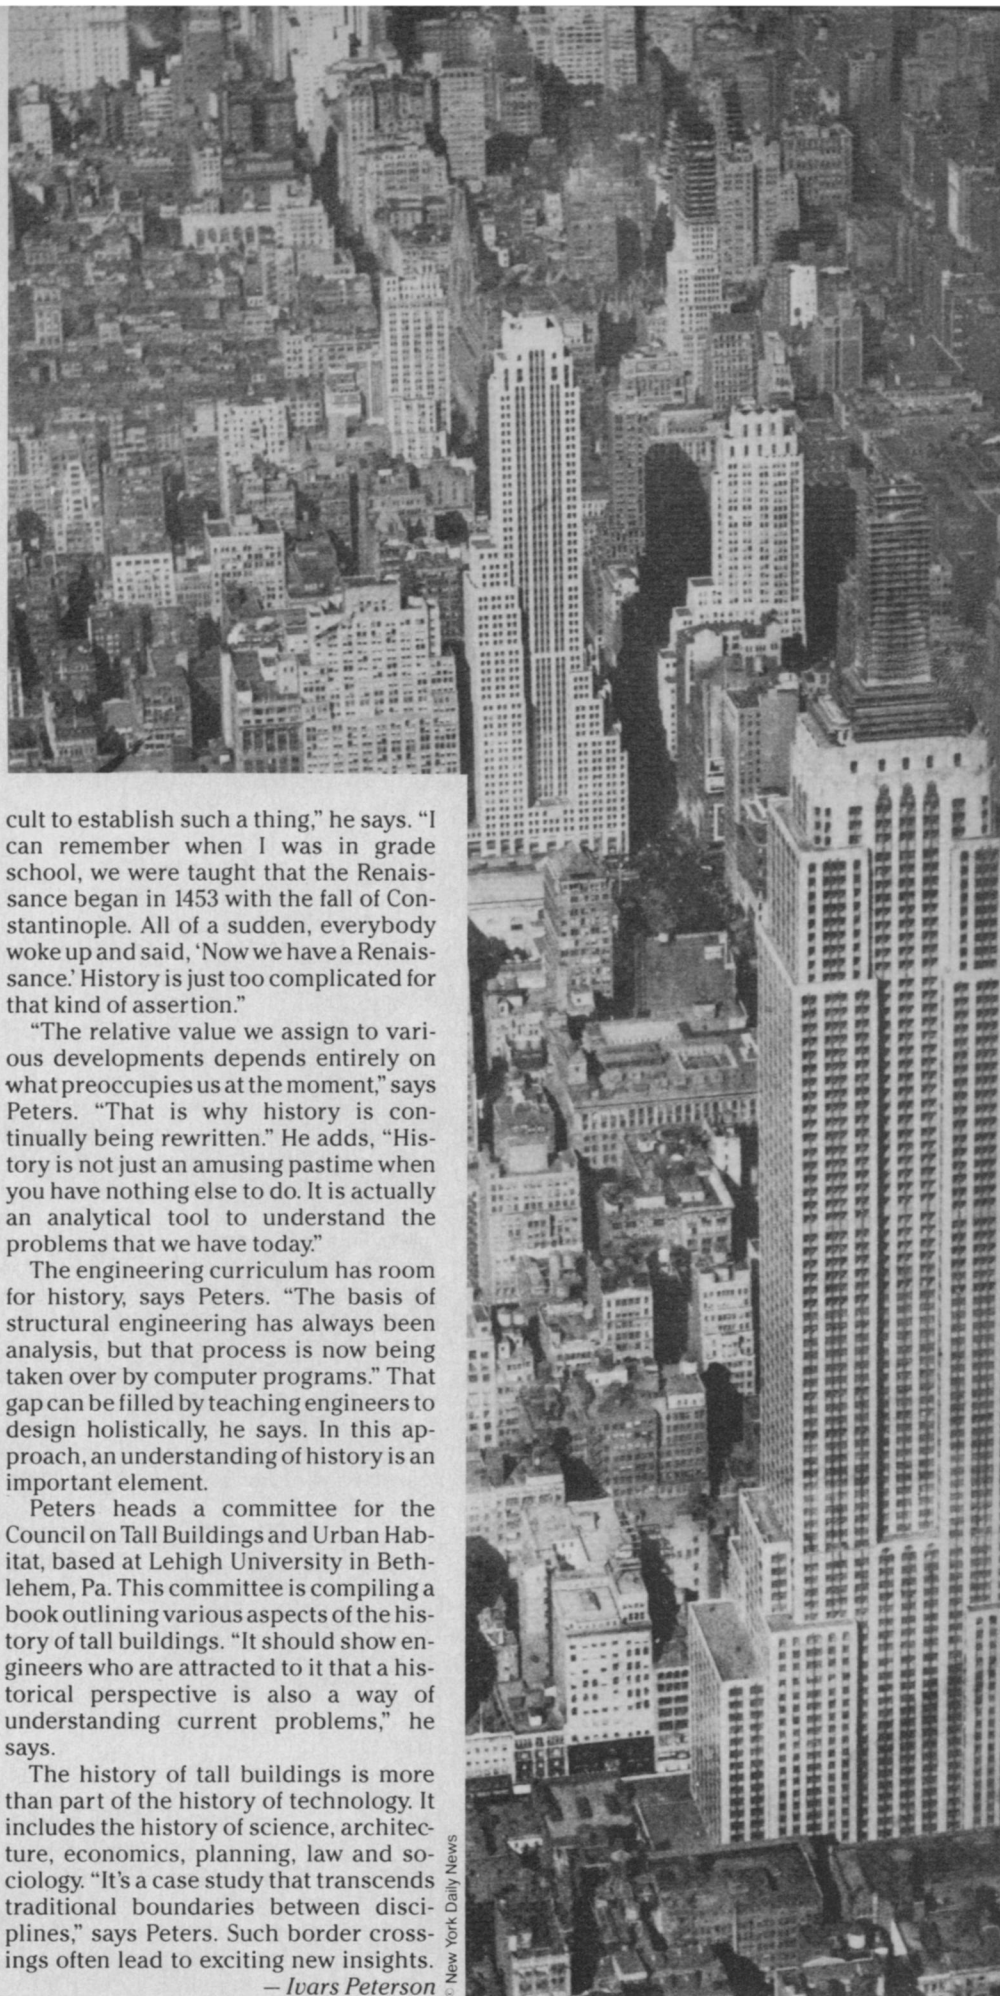 cult to establish such a thing,” he says. “I
can remember when I was in grade
school, we were taught that the Renais-
sance began in 1453 with the fall of Con-
stantinople. All of a sudden, everybody
woke up and said, ‘Now we have a Renais-
sance.’ History is just too complicated for
that kind of assertion.”
“The relative value we assign to vari-
ous developments depends entirely on
what preoccupies us at the moment,” says
Peters. “That is why history is con-
tinually being rewritten.” He adds, “His-
tory is not just an amusing pastime when
you have nothing else to do. It is actually
an analytical tool to understand the
problems that we have today.”
The engineering curriculum has room
for history, says Peters. “The basis of
structural engineering has always been
analysis, but that process is now being
taken over by computer programs.” That
gap can be filled by teaching engineers to
design holistically, he says. In this ap-
proach, an understanding of history is an
important element.
Peters heads a committee for the
Council on Tall Buildings and Urban Hab-
itat, based at Lehigh University in Beth-
lehem, Pa. This committee is compiling a
book outlining various aspects of the his-
tory of tall buildings. “It should show en-
gineers who are attracted to it that a his-
torical perspective is also a way of
understanding current problems,” he
says.
The history of tall buildings is more
than part of the history of technology. It
includes the history of science, architec-
ture, economics, planning, law and so-
ciology. “It’s a case study that transcends
traditional boundaries between disci-
plines,” says Peters. Such border cross-
ings often lead to exciting new insights.
— Ivars Peterson
© New York Daily News